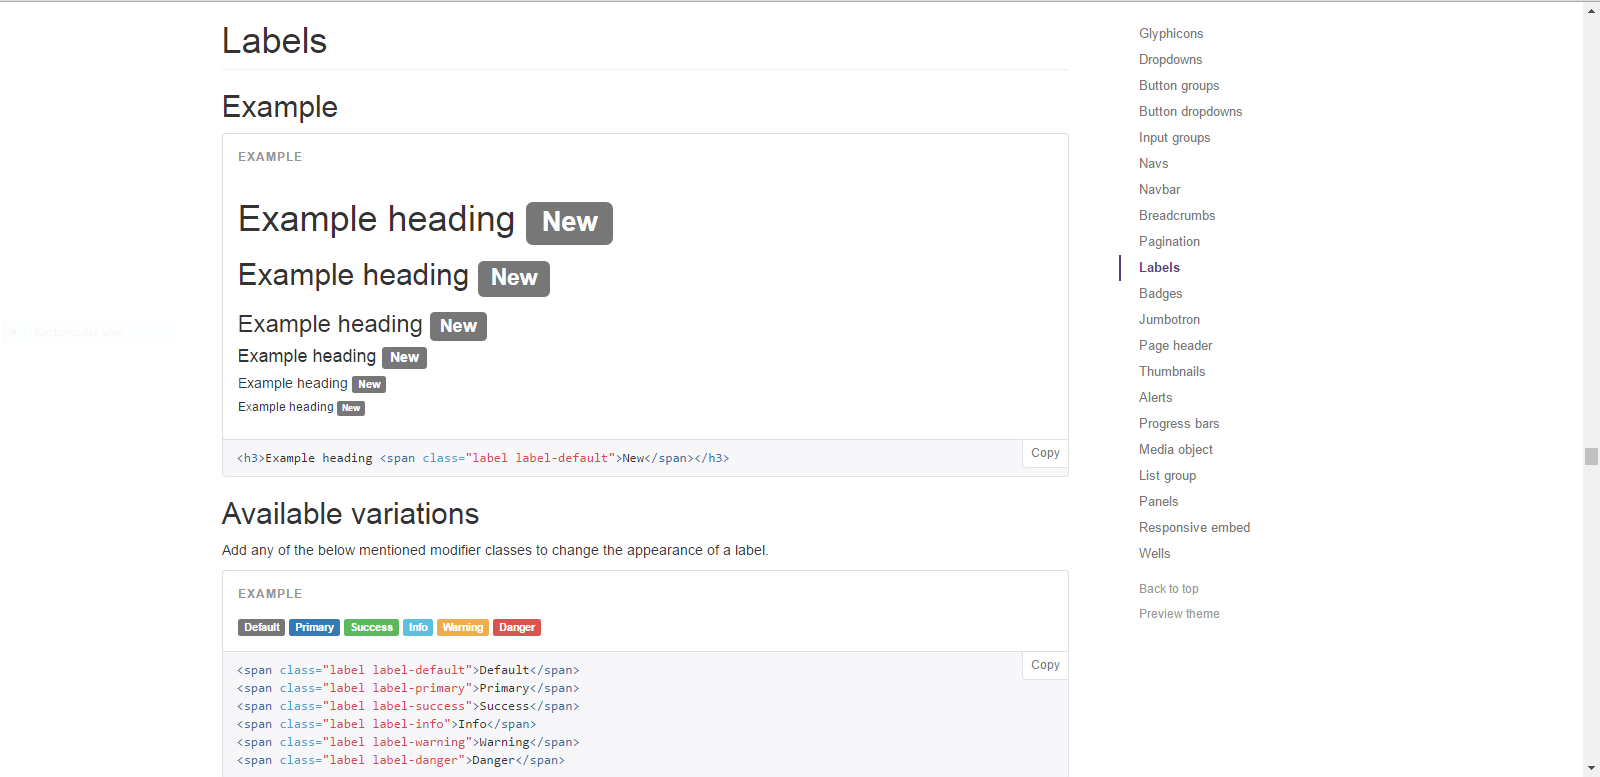 Labels
Example
EXAMPLE
Example heading New
Example heading New
Example heading New
Example heading New
Example heading New
Example heading New
<h3>Example heading <span class="label label-default">New</span></h3>
Copy
Available variations
Add any of the below mentioned modifier classes to change the appearance of a label.
EXAMPLE
Default Primary Success Info Warning Danger
Copy
<span class="label label-default">Default</span>
<span class="label label-primary">Primary</span>
<span class="label label-success">Success</span>
<span class="label label-info">Info</span>
<span class="label label-warning">Warning</span>
<span class="label label-danger">Danger</span>
Glyphicons
Dropdowns
Button groups
Button dropdowns
Input groups
Navs
Navbar
Breadcrumbs
Pagination
Labels
Badges
Jumbotron
Page header
Thumbnails
Alerts
Progress bars
Media object
List group
Panels
Responsive embed
Wells
Back to top
Preview theme
Rectangular Snip